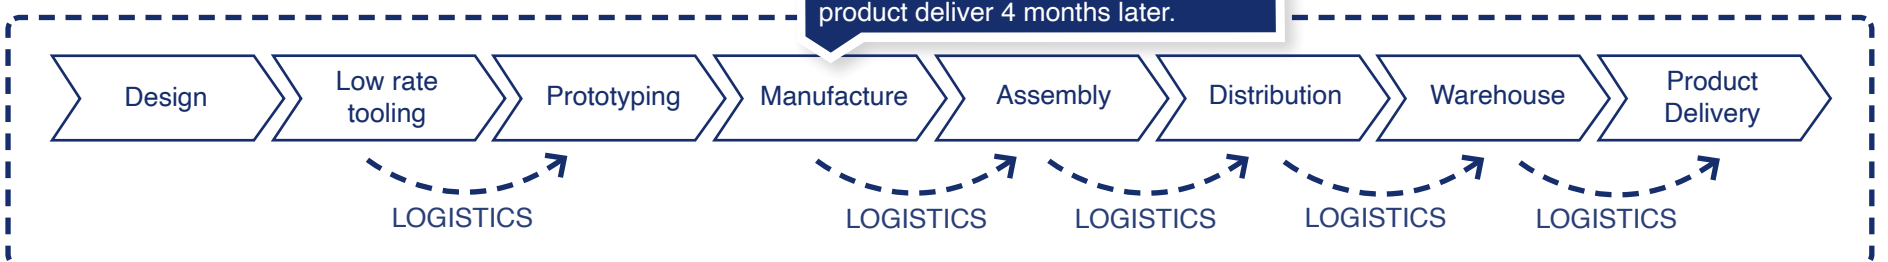 product deliver 4 months later.
Design
Low rate
tooling
Prototyping
Manufacture
Assembly
Distribution
Warehouse
Product
Delivery
LOGISTICS
LOGISTICS
LOGISTICS
LOGISTICS
LOGISTICS